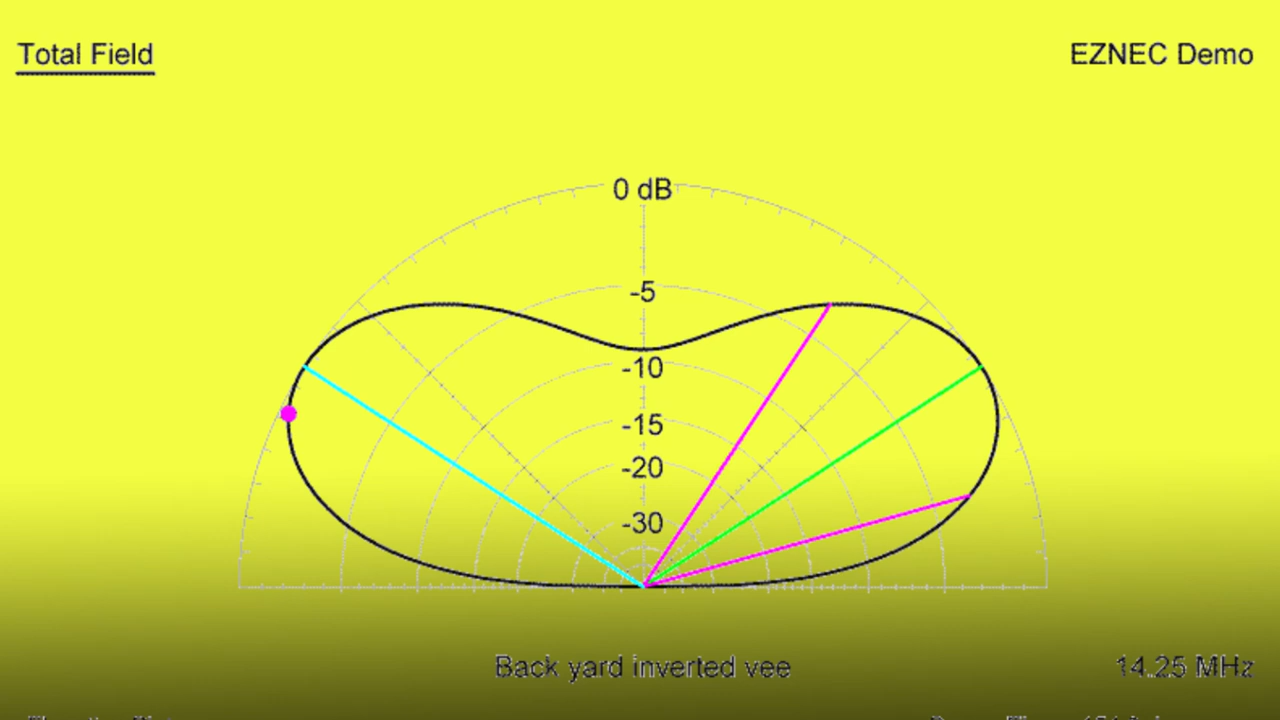 Total Field
EZNEC Demo
0 dB
-5
-10
-15
-20
-30
Back yard inverted vee
14.25 MHz